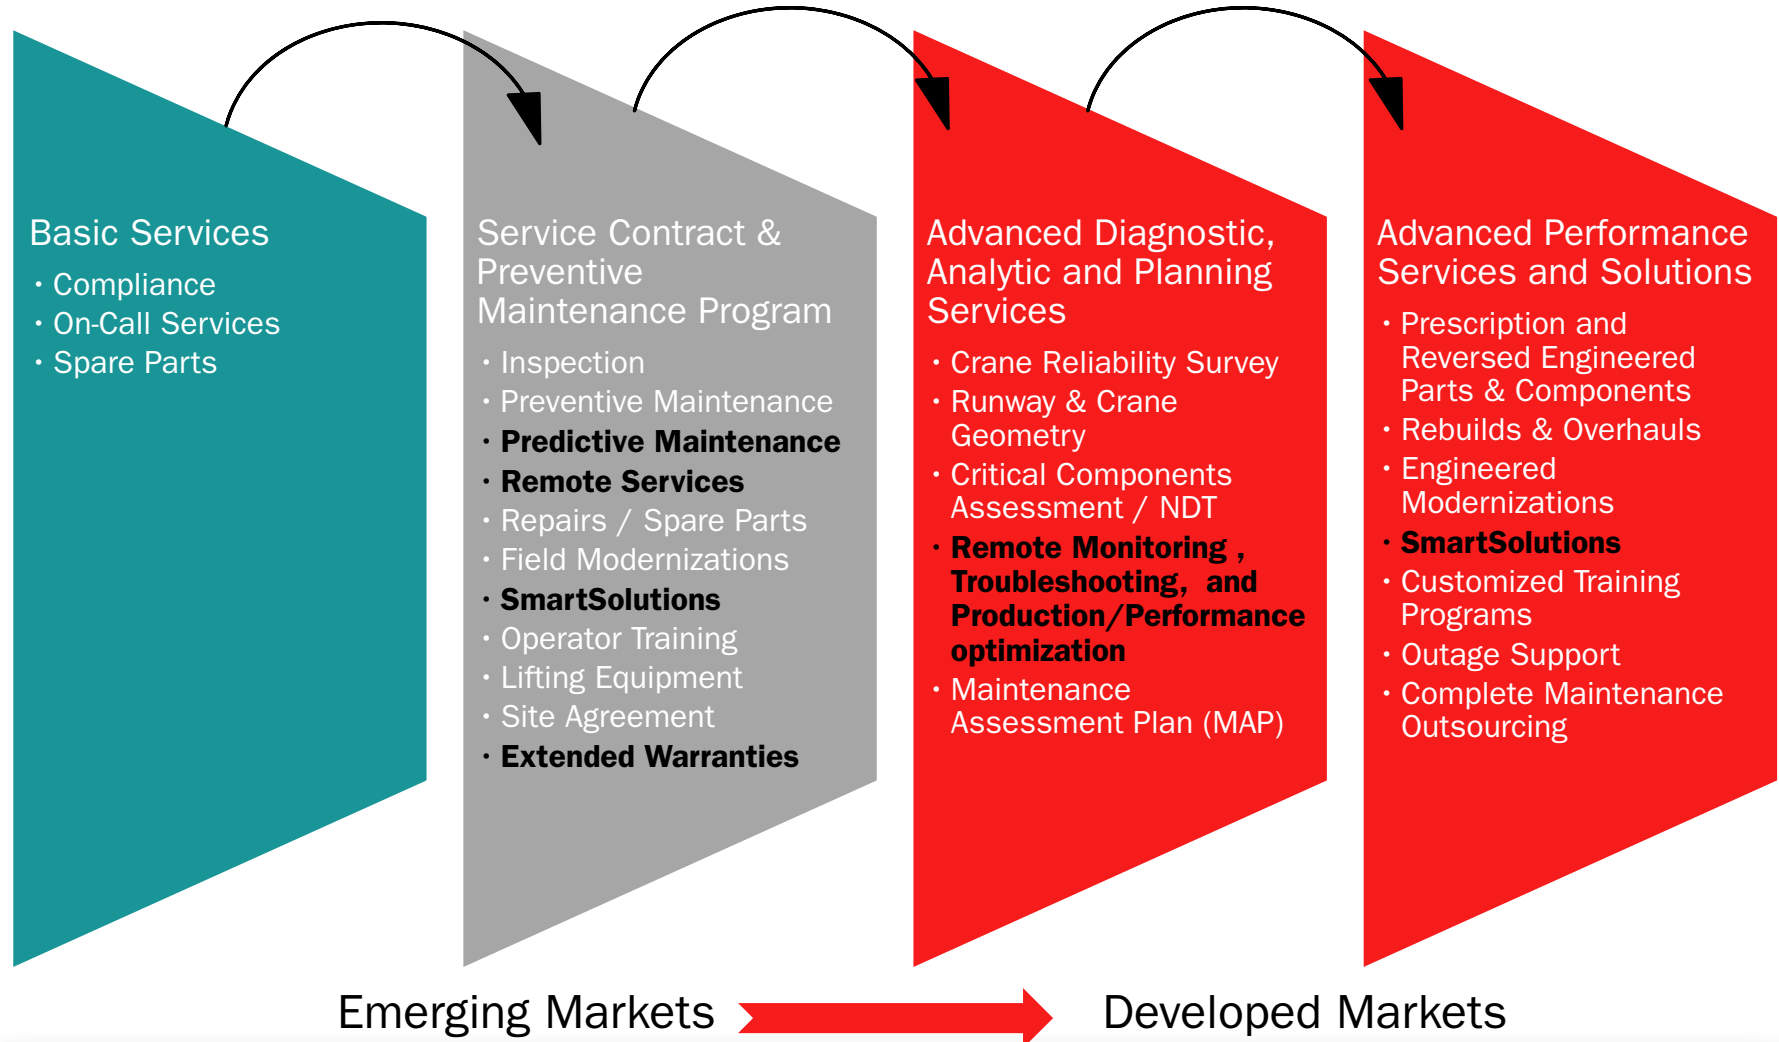 Basic Services
· Compliance
· On-Call Services
· Spare Parts
Service Contract &
Preventive
Maintenance Program
· Inspection
· Preventive Maintenance
· Predictive Maintenance
· Remote Services
· Repairs / Spare Parts
· Field Modernizations
· SmartSolutions
· Operator Training
· Lifting Equipment
· Site Agreement
· Extended Warranties
Advanced Diagnostic,
Analytic and Planning
Services
· Crane Reliability Survey
· Runway & Crane
Geometry
· Critical Components
Assessment / NDT
· Remote Monitoring ,
Troubleshooting,  and
Production/Performance
optimization
· Maintenance
Assessment Plan (MAP)
Advanced Performance
Services and Solutions
· Prescription and
Reversed Engineered
Parts & Components
· Rebuilds & Overhauls
· Engineered
Modernizations
· SmartSolutions
· Customized Training
Programs
· Outage Support
· Complete Maintenance
Outsourcing
Emerging Markets
Developed Markets